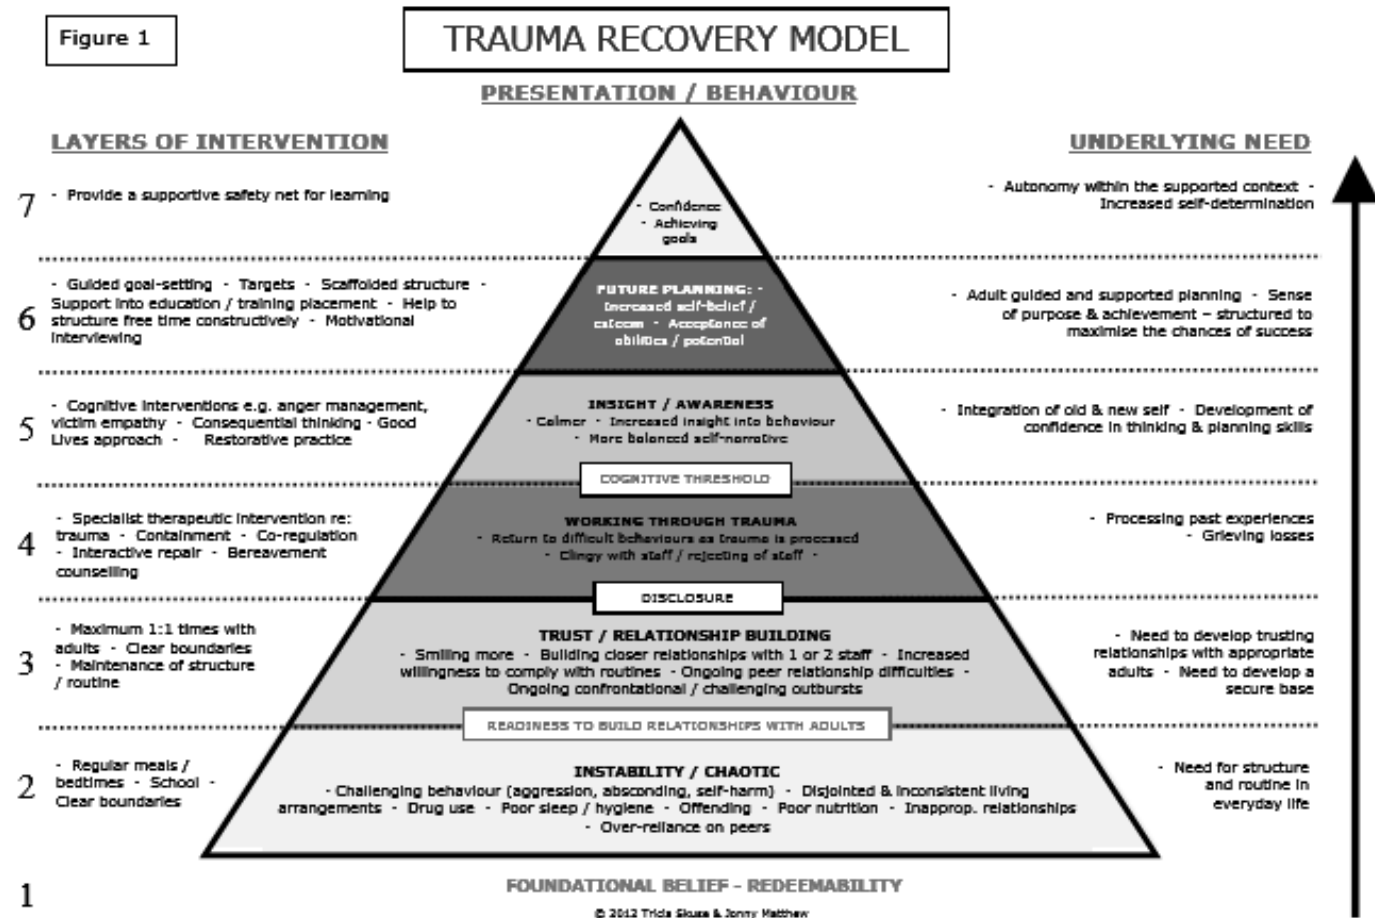 Figure 1
TRAUMA RECOVERY MODEL
PRESENTATION / BEHAVIOUR
LAYERS OF INTERVENTION
UNDERLYING NEED
7
- Provide a supportive safety net for learning
- Confidence
- Achieving
goals
- Autonomy within the supported context -
Increased self-determination
6
- Guided goal-setting - Targets - Scaffolded structure -
Support into education / training placement - Help to
structure free time constructively - Motivational
interviewing
FUTURE PLANNING: -
Increased self-belief /
esteem - Acceptance of
abilities / potential
- Adult guided and supported planning - Sense
of purpose & achievement – structured to
maximise the chances of success
5
- Cognitive interventions e.g. anger management,
victim empathy - Consequential thinking - Good
Lives approach - Restorative practice
INSIGHT / AWARENESS
- Calmer - Increased insight into behaviour
- More balanced self-narrative
- Integration of old & new self - Development of
confidence in thinking & planning skills
COGNITIVE THRESHOLD
4
- Specialist therapeutic intervention re:
trauma - Containment - Co-regulation
- Interactive repair - Bereavement
counselling
WORKING THROUGH TRAUMA
- Return to difficult behaviours as trauma is processed
- Clingy with staff / rejecting of staff -
- Processing past experiences
- Grieving losses
DISCLOSURE
3
- Maximum 1:1 times with
adults - Clear boundaries
- Maintenance of structure
/ routine
TRUST / RELATIONSHIP BUILDING
- Smiling more - Building closer relationships with 1 or 2 staff - Increased
willingness to comply with routines - Ongoing peer relationship difficulties -
Ongoing confrontational / challenging outbursts
- Need to develop trusting
relationships with appropriate
adults - Need to develop a
secure base
READINESS TO BUILD RELATIONSHIPS WITH ADULTS
2
- Regular meals /
bedtimes - School -
Clear boundaries
INSTABILITY / CHAOTIC
- Challenging behaviour (aggression, absconding, self-harm) - Disjointed & inconsistent living
arrangements - Drug use - Poor sleep / hygiene - Offending - Poor nutrition - Inapprop. relationships
- Over-reliance on peers
- Need for structure
and routine in
everyday life
1
FOUNDATIONAL BELIEF - REDEEMABILITY
© 2012 Tricia Skuse & Jonny Matthew